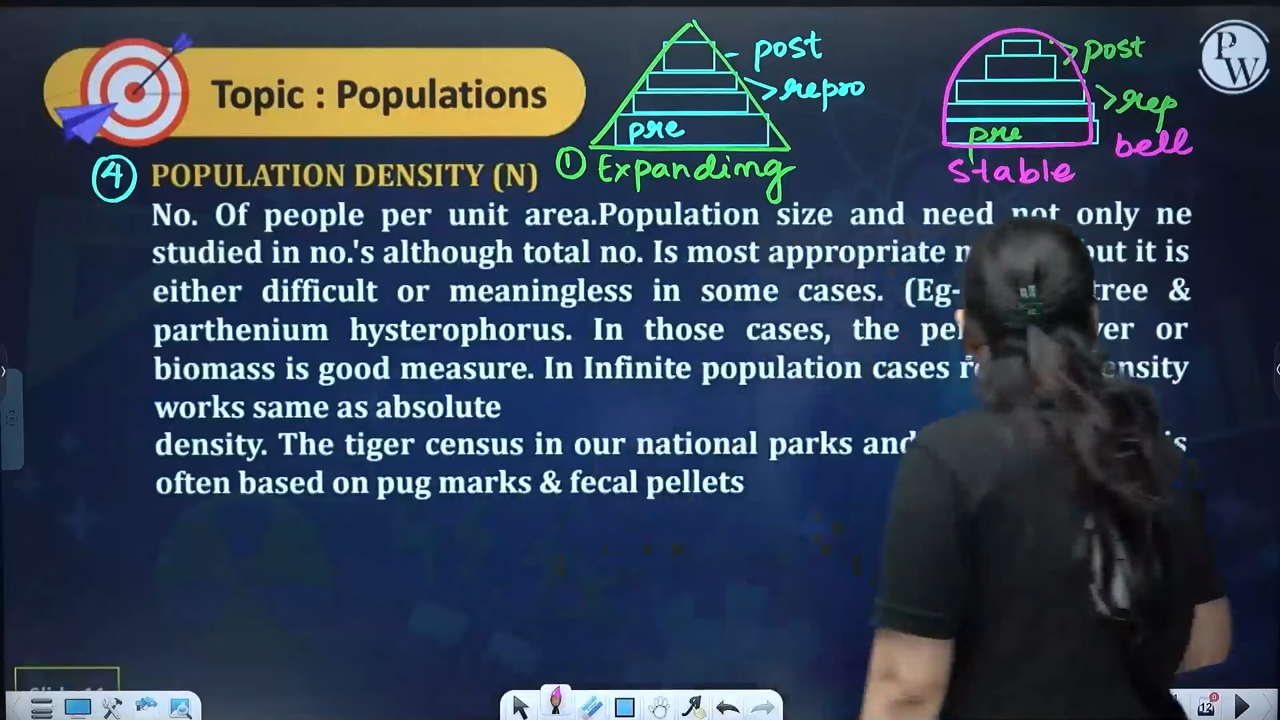 Topic : Populations
post
repro
pre
① Expanding
post
rep
pre
bell
Stable
PW
④ POPULATION DENSITY (N)
No. Of people per unit area.Population size and need not only ne
studied in no.'s although total no. Is most appropriate but it is
either difficult or meaningless in some cases. (Eg- tree &
parthenium hysterophorus. In those cases, the or
biomass is good measure. In Infinite population cases
works same as absolute
density. The tiger census in our national parks and is
often based on pug marks & fecal pellets
12